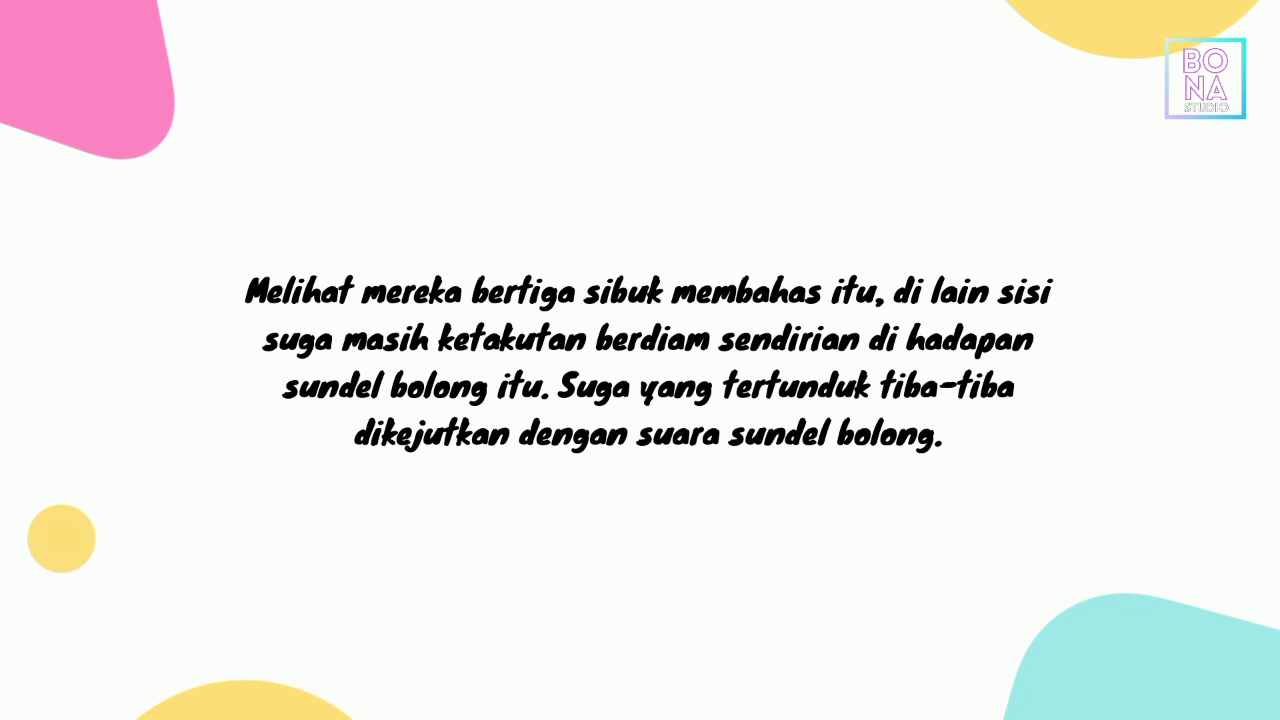 BO
NA
STUDIO
Melihat mereka bertiga sibuk membahas itu, di lain sisi
suga masih ketakutan berdiam sendirian di hadapan
sundel bolong itu. Suga yang tertunduk tiba-tiba
dikejutkan dengan suara sundel bolong.